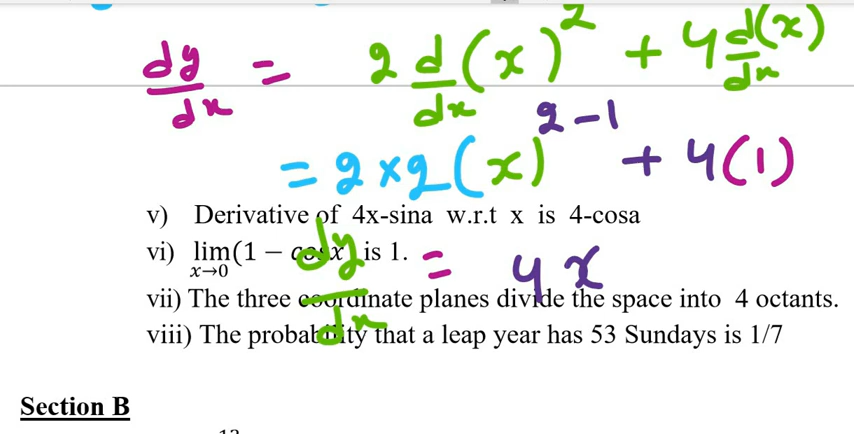 dy/dx = 2 d/dx (x)² + 4 d(x)/dx
= 2 × 2 (x)²⁻¹ + 4(1)
v) Derivative of 4x-sina w.r.t x is 4-cosa
vi) lim x→0 (1 − cosx) is 1.
dy/dx = 4x
vii) The three coordinate planes divide the space into 4 octants.
viii) The probability that a leap year has 53 Sundays is 1/7
Section B